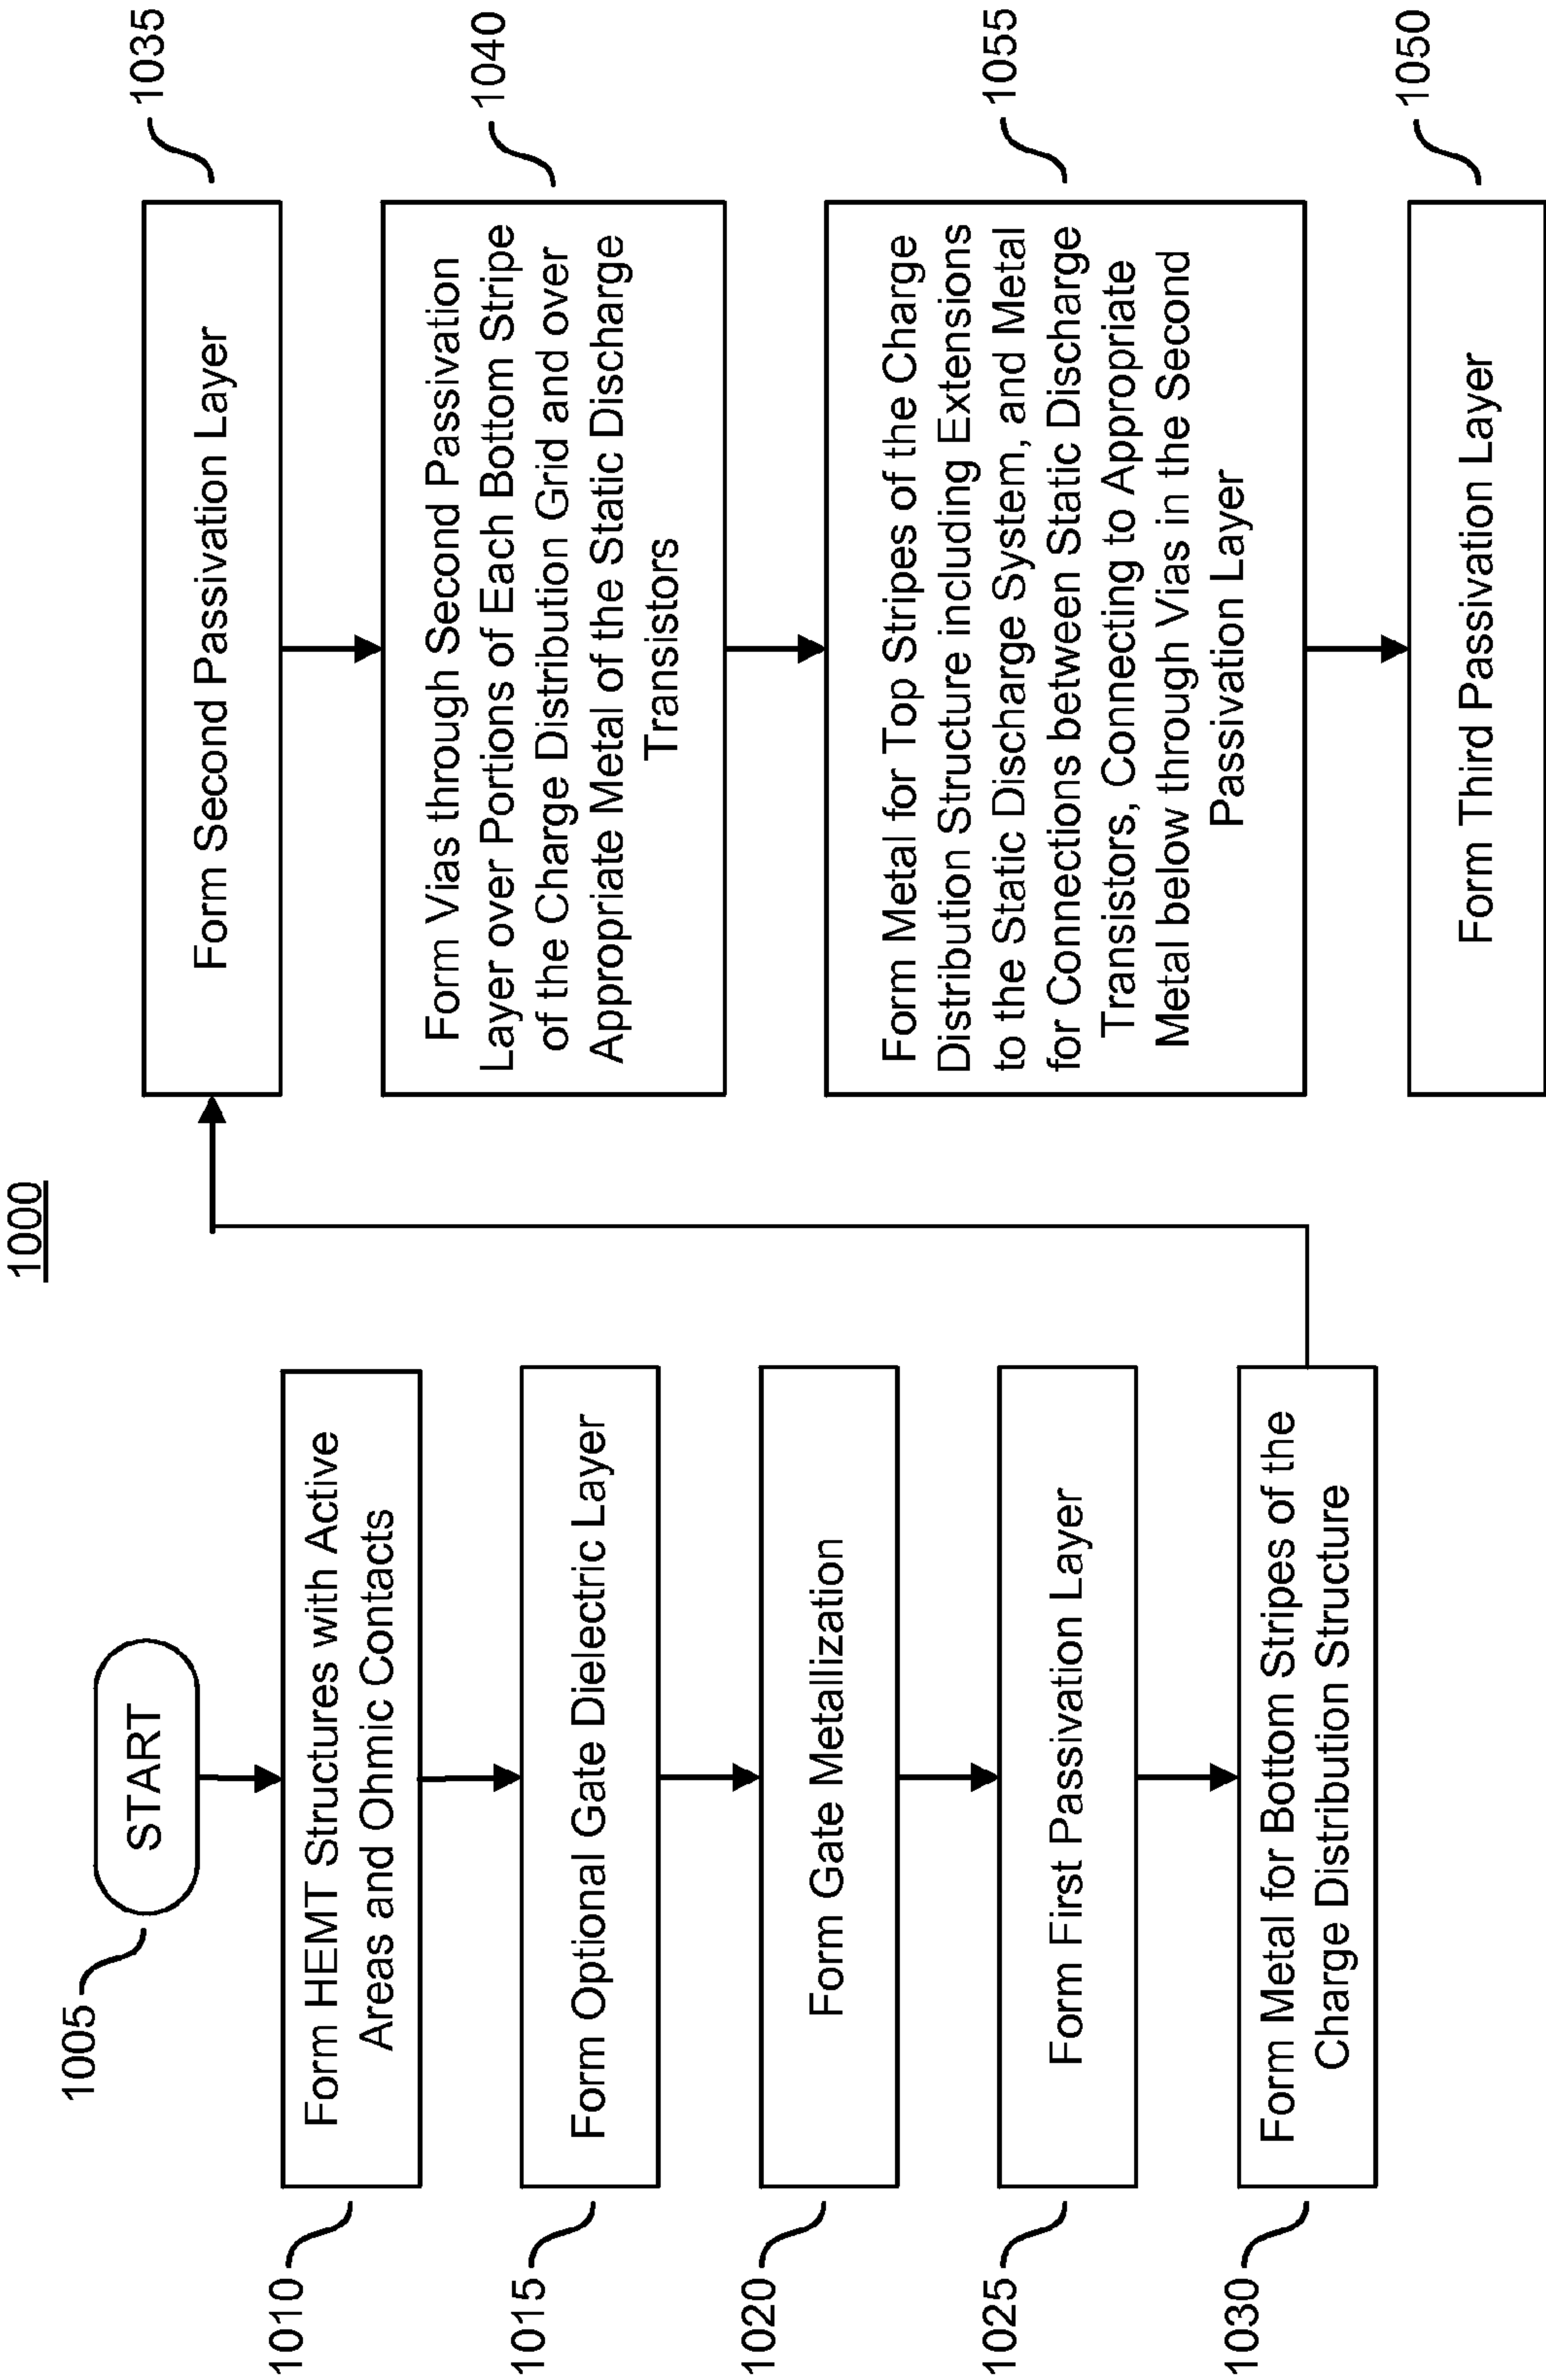 1000
START
1005
Form HEMT Structures with Active
Areas and Ohmic Contacts
1010
Form Optional Gate Dielectric Layer
1015
Form Gate Metallization
1020
Form First Passivation Layer
1025
Form Metal for Bottom Stripes of the
Charge Distribution Structure
1030
Form Second Passivation Layer
1035
Form Vias through Second Passivation
Layer over Portions of Each Bottom Stripe
of the Charge Distribution Grid and over
Appropriate Metal of the Static Discharge
Transistors
1040
Form Metal for Top Stripes of the Charge
Distribution Structure including Extensions
to the Static Discharge System, and Metal
for Connections between Static Discharge
Transistors, Connecting to Appropriate
Metal below through Vias in the Second
Passivation Layer
1055
Form Third Passivation Layer
1050